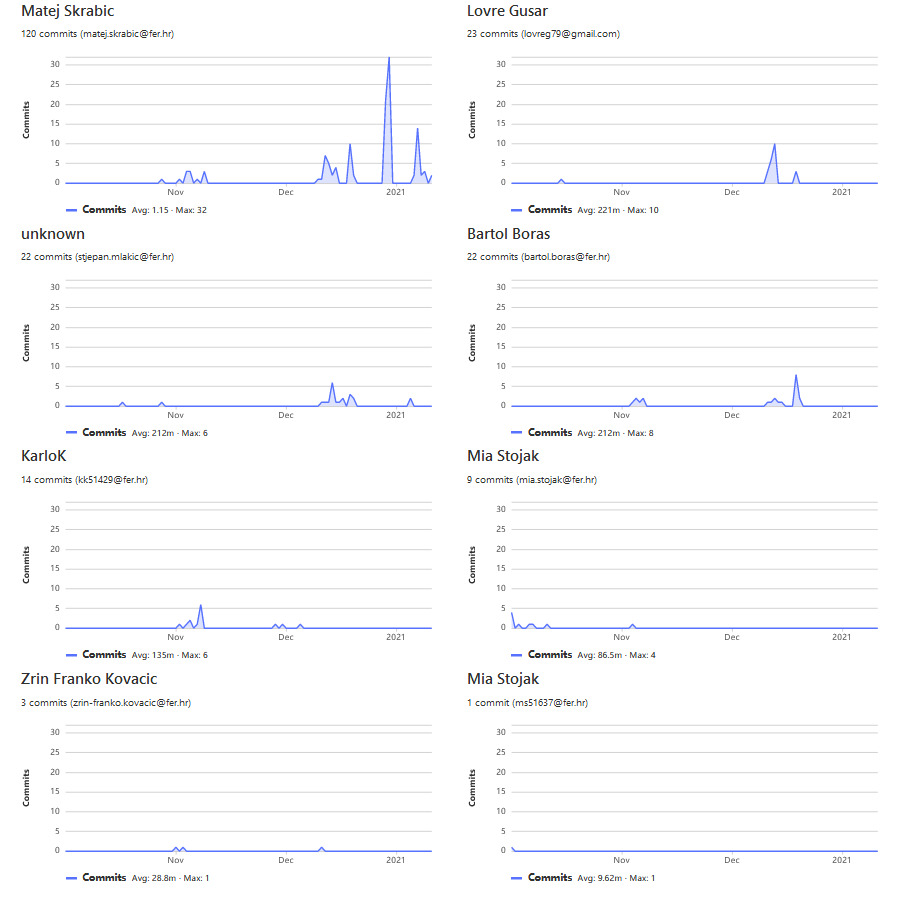 Matej Skrabic
120 commits (matej.skrabic@fer.hr)
30
25
20
15
10
5
0
Commits
Nov
Dec
2021
Commits Avg: 1.15 · Max: 32
Lovre Gusar
23 commits (lovreg79@gmail.com)
30
25
20
15
10
5
0
Commits
Nov
Dec
2021
Commits Avg: 221m · Max: 10
unknown
22 commits (stjepan.mlakic@fer.hr)
30
25
20
15
10
5
0
Commits
Nov
Dec
2021
Commits Avg: 212m · Max: 6
Bartol Boras
22 commits (bartol.boras@fer.hr)
30
25
20
15
10
5
0
Commits
Nov
Dec
2021
Commits Avg: 212m · Max: 8
KarloK
14 commits (kk51429@fer.hr)
30
25
20
15
10
5
0
Commits
Nov
Dec
2021
Commits Avg: 135m · Max: 6
Mia Stojak
9 commits (mia.stojak@fer.hr)
30
25
20
15
10
5
0
Commits
Nov
Dec
2021
Commits Avg: 86.5m · Max: 4
Zrin Franko Kovacic
3 commits (zrin-franko.kovacic@fer.hr)
30
25
20
15
10
5
0
Commits
Nov
Dec
2021
Commits Avg: 28.8m · Max: 1
Mia Stojak
1 commit (ms51637@fer.hr)
30
25
20
15
10
5
0
Commits
Nov
Dec
2021
Commits Avg: 9.62m · Max: 1